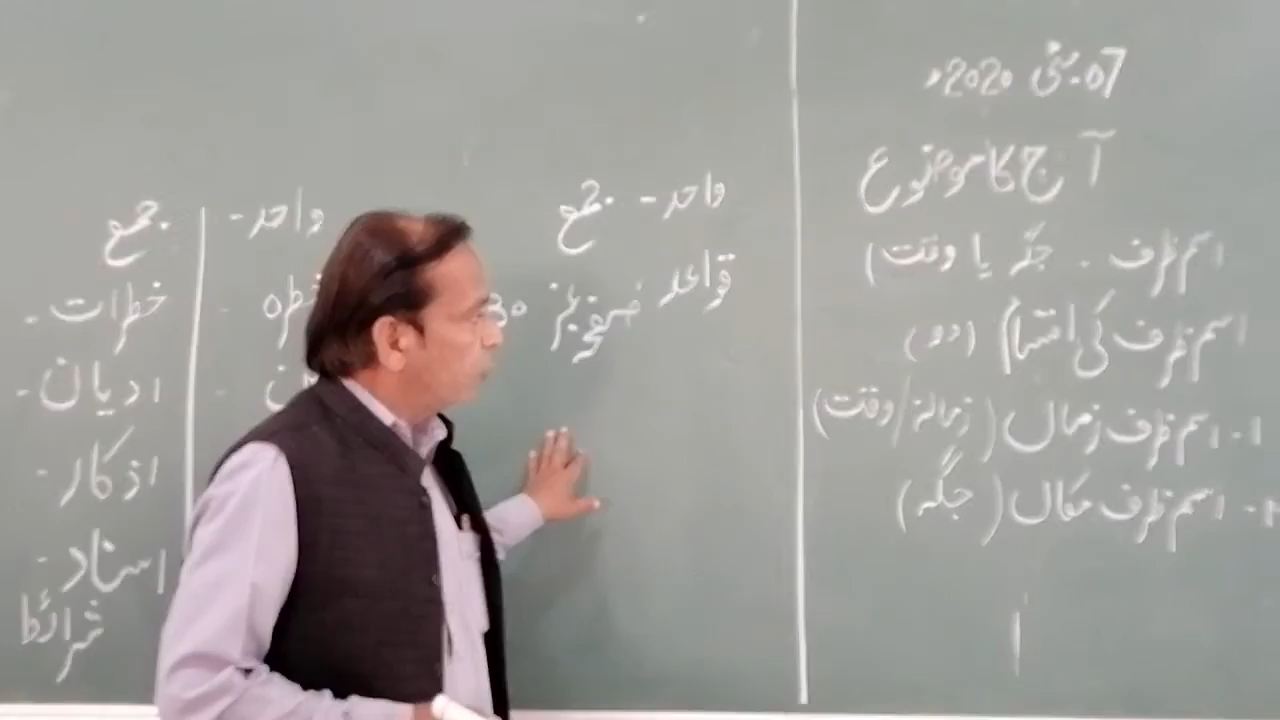 07.مئی 2020ء
آج کا موضوع
اسم ظرف - جگہ یا وقت)
اسم ظرف کی اقسام (دو)
1- اسم ظرف زماں (زمانہ/وقت)
2- اسم ظرف مکاں (جگہ)
واحد - جمع
قواعد صفحہ نمبر 30
واحد - جمع
خطرہ - خطرات -
- ادیان -
اذکار -
اسناد -
شرائط